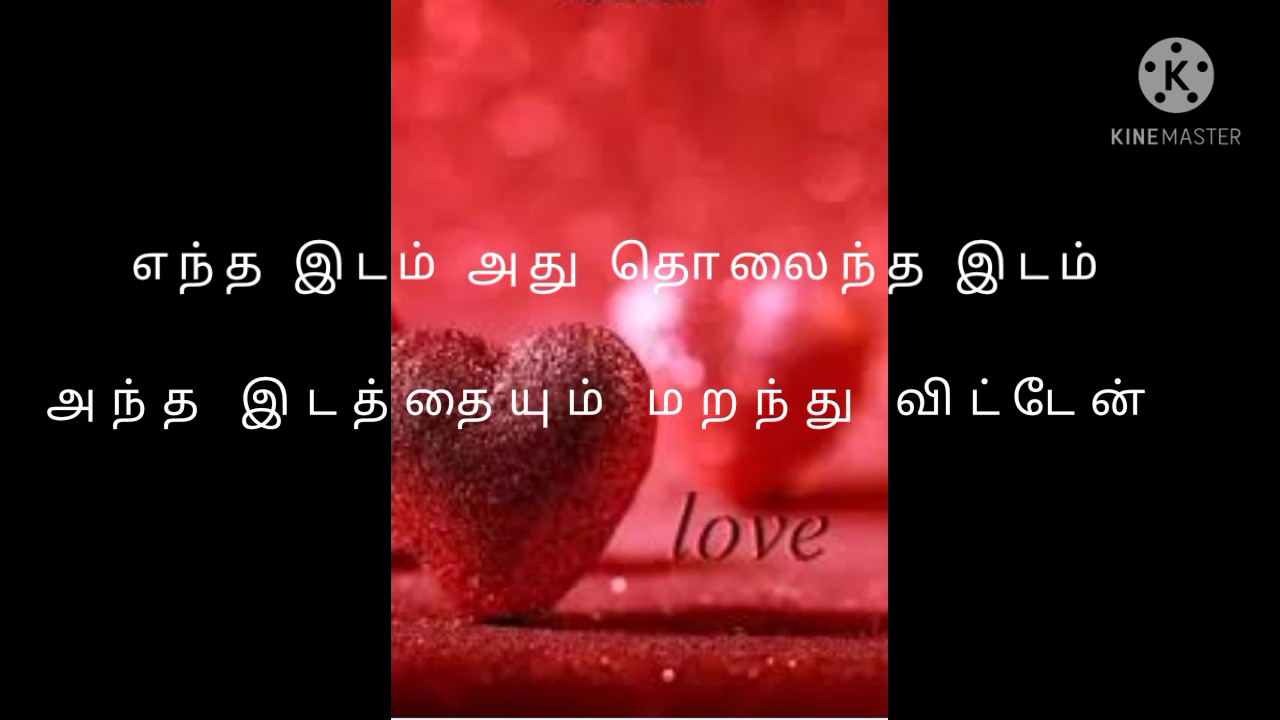 KINEMASTER
எந்த இடம் அது தொலைந்த இடம்
அந்த இடத்தையும் மறந்து விட்டேன்
love